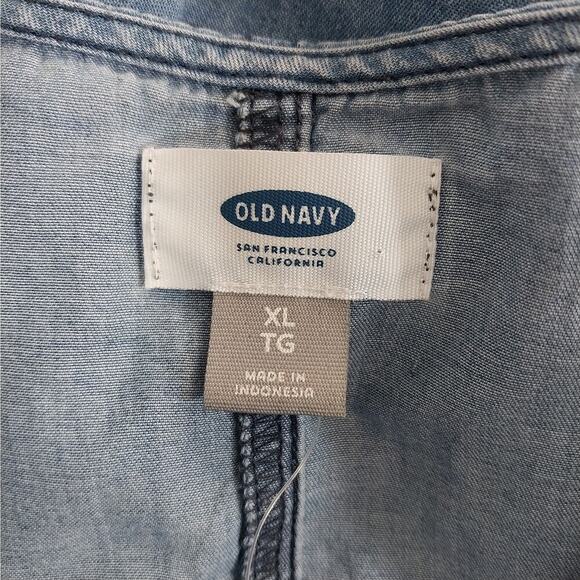 OLD NAVY
SAN FRANCISCO
CALIFORNIA
XL
TG
MADE IN
INDONESIA